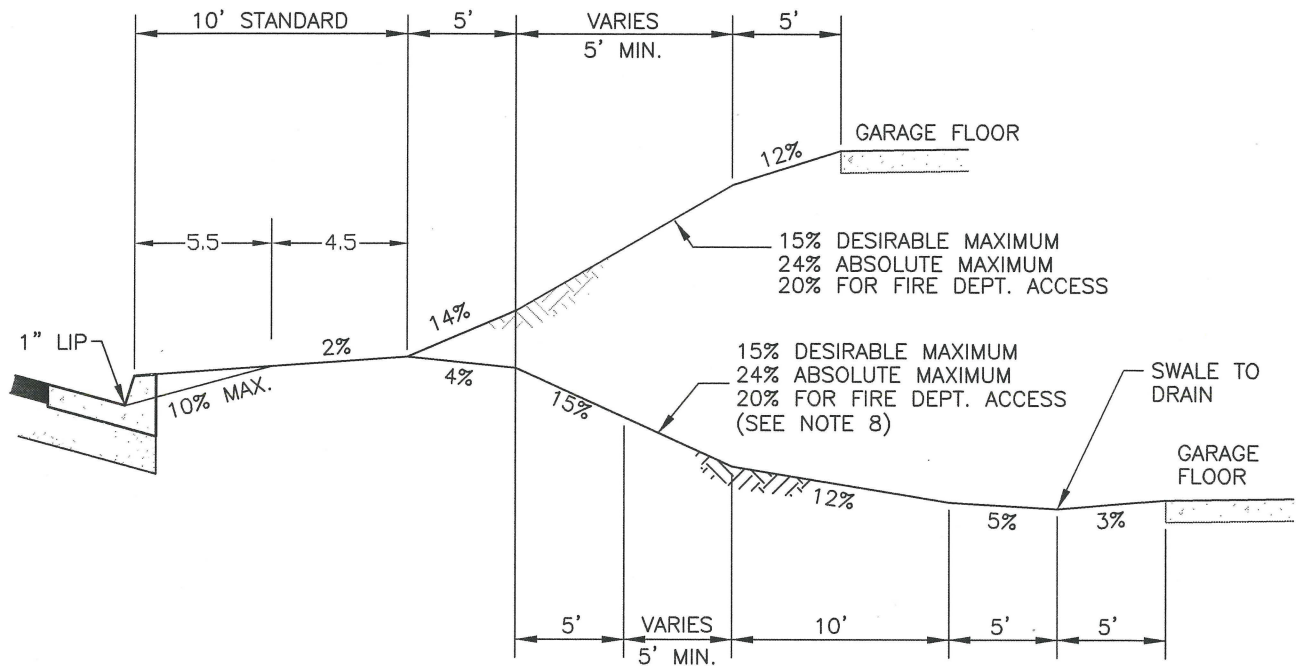 10' STANDARD
5'
VARIES
5' MIN.
5'
GARAGE FLOOR
12%
5.5
4.5
15% DESIRABLE MAXIMUM
24% ABSOLUTE MAXIMUM
20% FOR FIRE DEPT. ACCESS
14%
1" LIP
2%
10% MAX.
4%
15%
15% DESIRABLE MAXIMUM
24% ABSOLUTE MAXIMUM
20% FOR FIRE DEPT. ACCESS
(SEE NOTE 8)
SWALE TO
DRAIN
GARAGE
FLOOR
12%
5%
3%
5'
VARIES
5' MIN.
10'
5'
5'